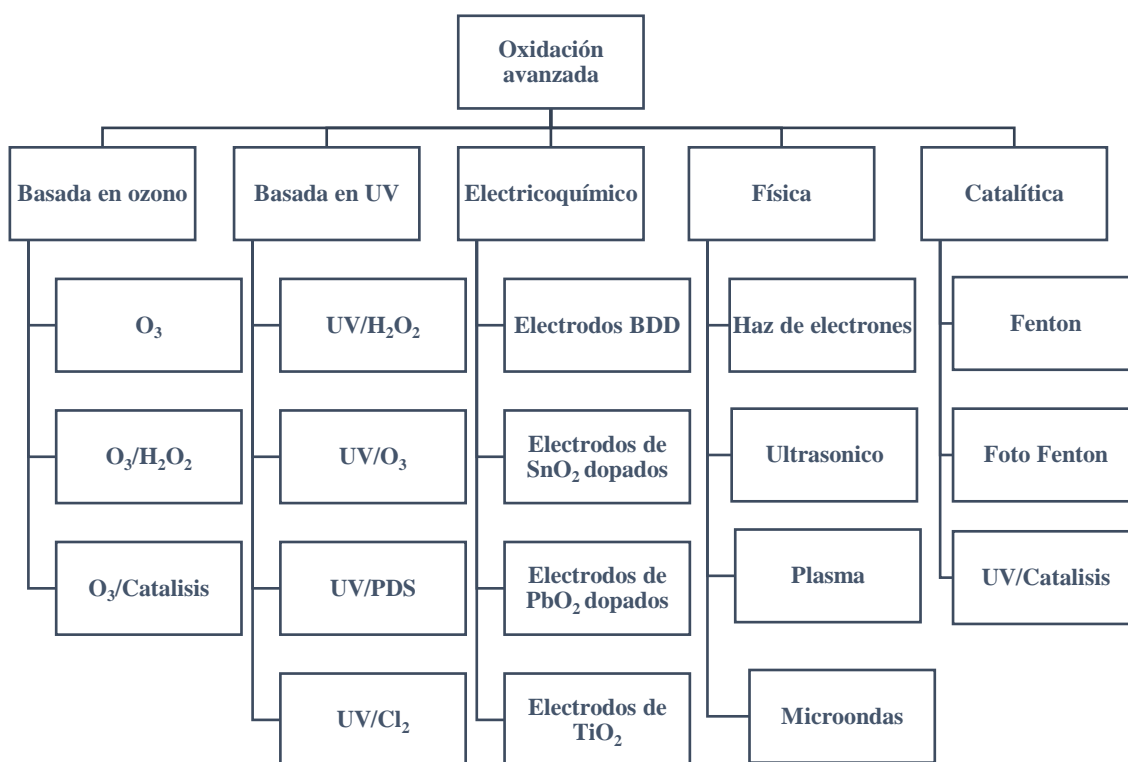 Oxidación
avanzada
Basada en ozono
Basada en UV
Electricoquímico
Física
Catalítica
O₃
UV/H₂O₂
Electrodos BDD
Haz de electrones
Fenton
O₃/H₂O₂
UV/O₃
Electrodos de
SnO₂ dopados
Ultrasonico
Foto Fenton
O₃/Catalisis
UV/PDS
Electrodos de
PbO₂ dopados
Plasma
UV/Catalisis
UV/Cl₂
Electrodos de
TiO₂
Microondas